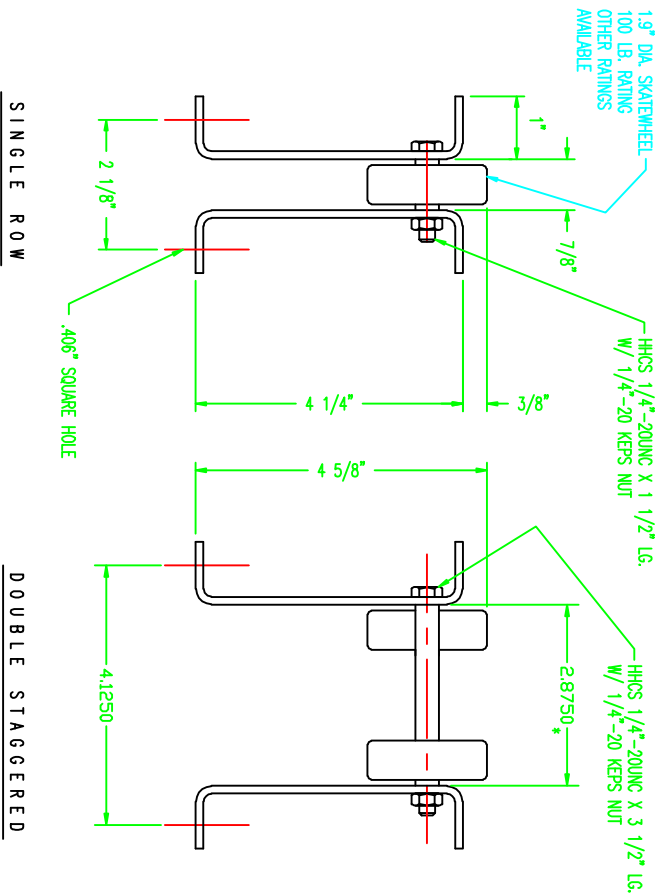 1.9" DIA. SKATEWHEEL
100 LB. RATING
OTHER RATINGS
AVAILABLE
HHCS 1/4"-20UNC X 1 1/2" LG.
W/ 1/4"-20 KEPS NUT
HHCS 1/4"-20UNC X 3 1/2" LG.
W/ 1/4"-20 KEPS NUT
1"
7/8"
3/8"
2.8750*
4 1/4"
4 5/8"
2 1/8"
4.1250
.406" SQUARE HOLE
SINGLE ROW
DOUBLE STAGGERED